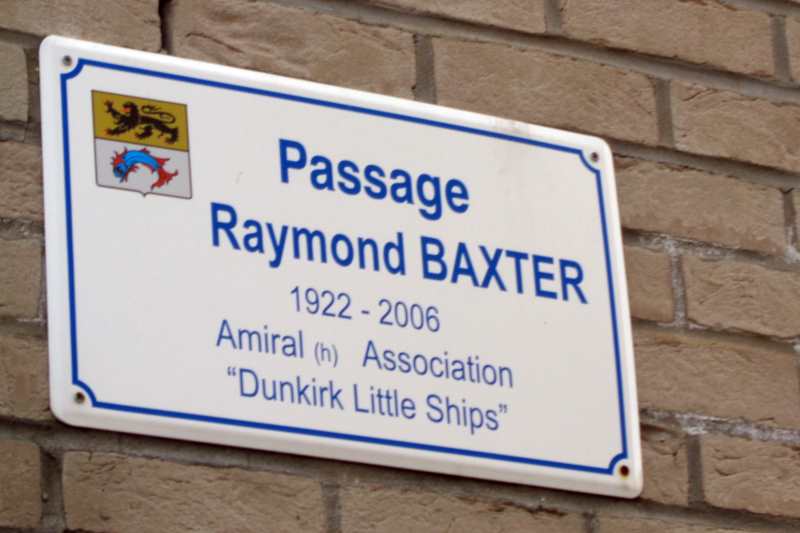 Passage
Raymond BAXTER
1922 - 2006
Amiral (h) Association
“Dunkirk Little Ships”